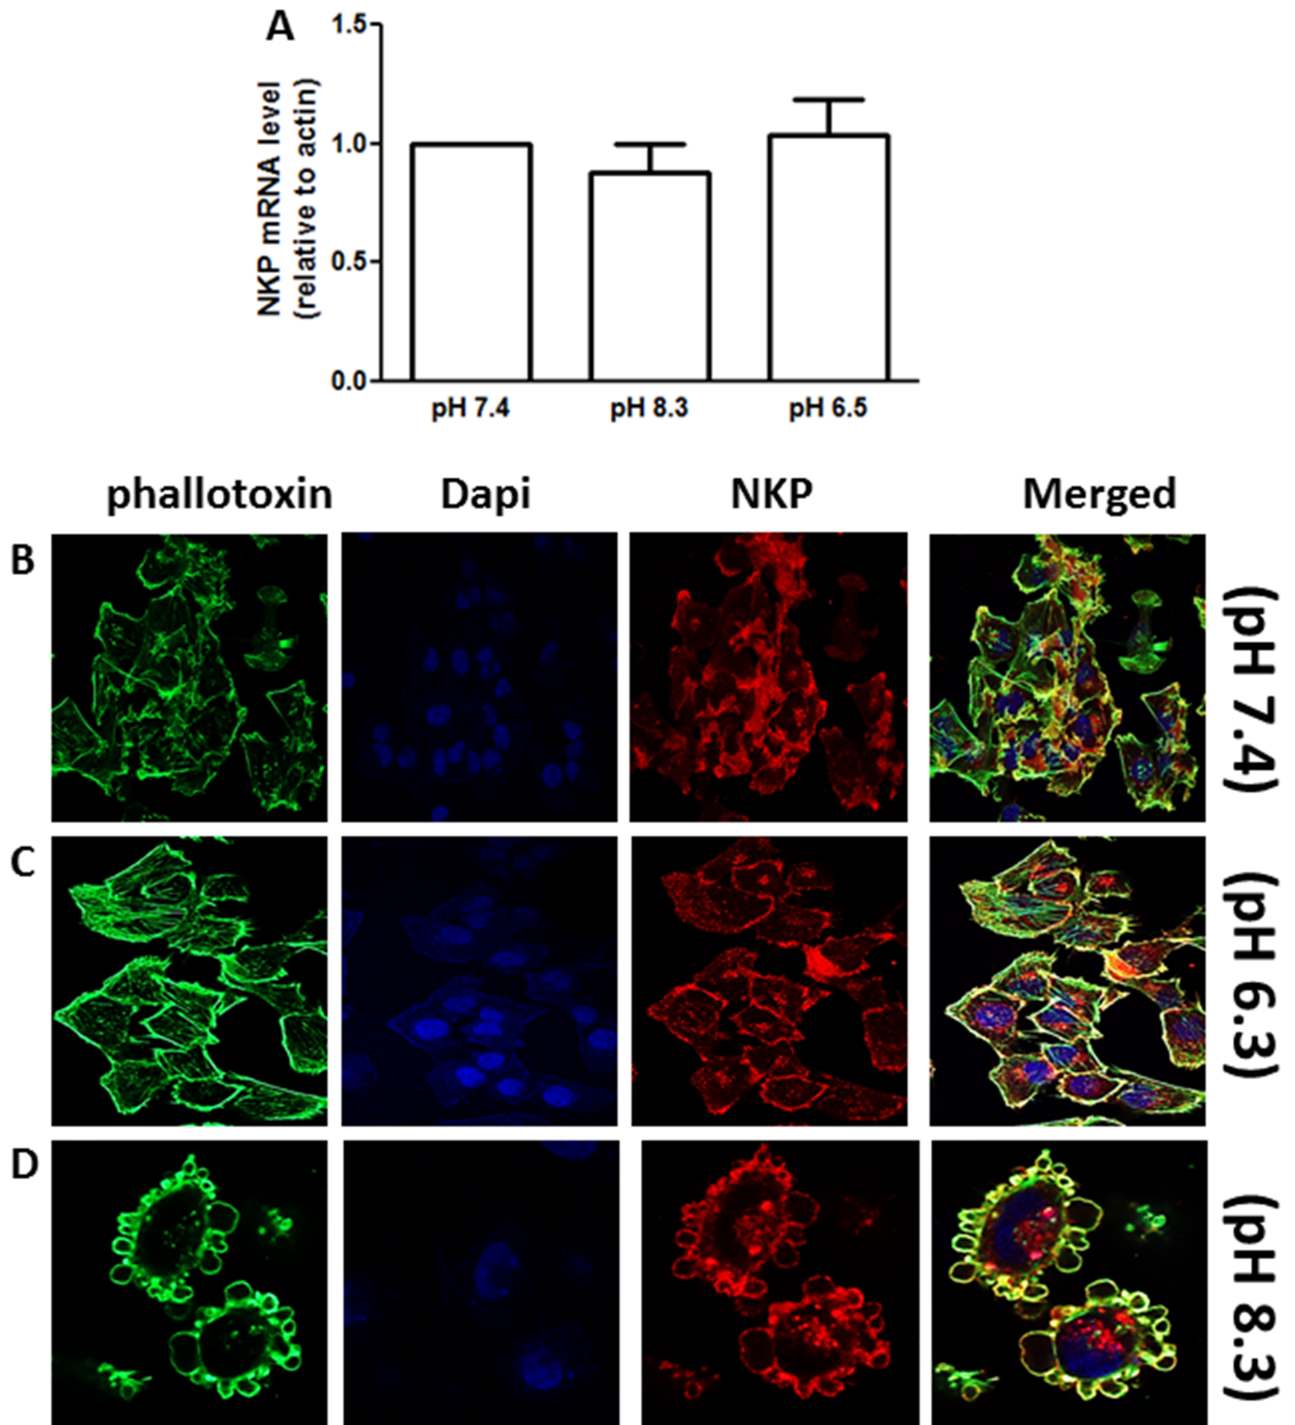 A
1.5
1.0
0.5
0.0
NKP mRNA level
(relative to actin)
pH 7.4 pH 8.3 pH 6.5
phallotoxin Dapi NKP Merged
B
(pH 7.4)
C
(pH 6.3)
D
(pH 8.3)